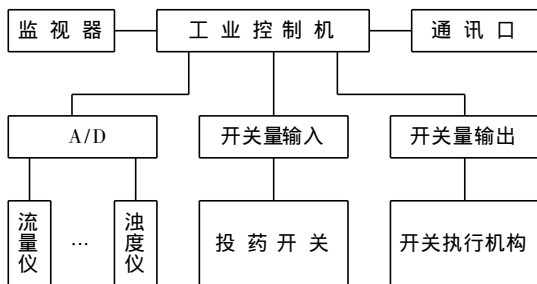 监视器
工业控制机
通讯口
A/D
开关量输入
开关量输出
流量仪
…
浊度仪
投药开关
开关执行机构